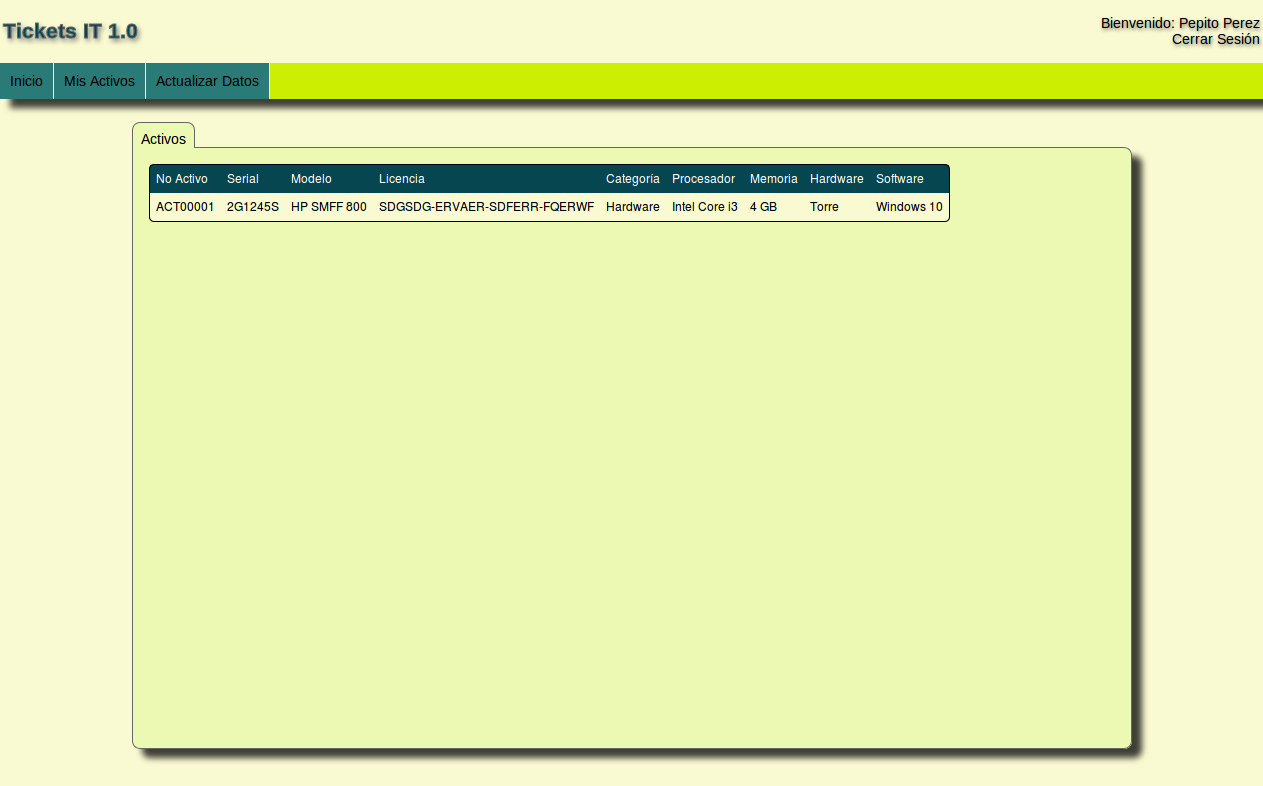 Tickets IT 1.0
Bienvenido: Pepito Perez
Cerrar Sesión
Inicio Mis Activos Actualizar Datos
Activos
No Activo Serial Modelo Licencia Categoria Procesador Memoria Hardware Software
ACT00001 2G1245S HP SMFF 800 SDGSDG-ERVAER-SDFERR-FQERWF Hardware Intel Core i3 4 GB Torre Windows 10